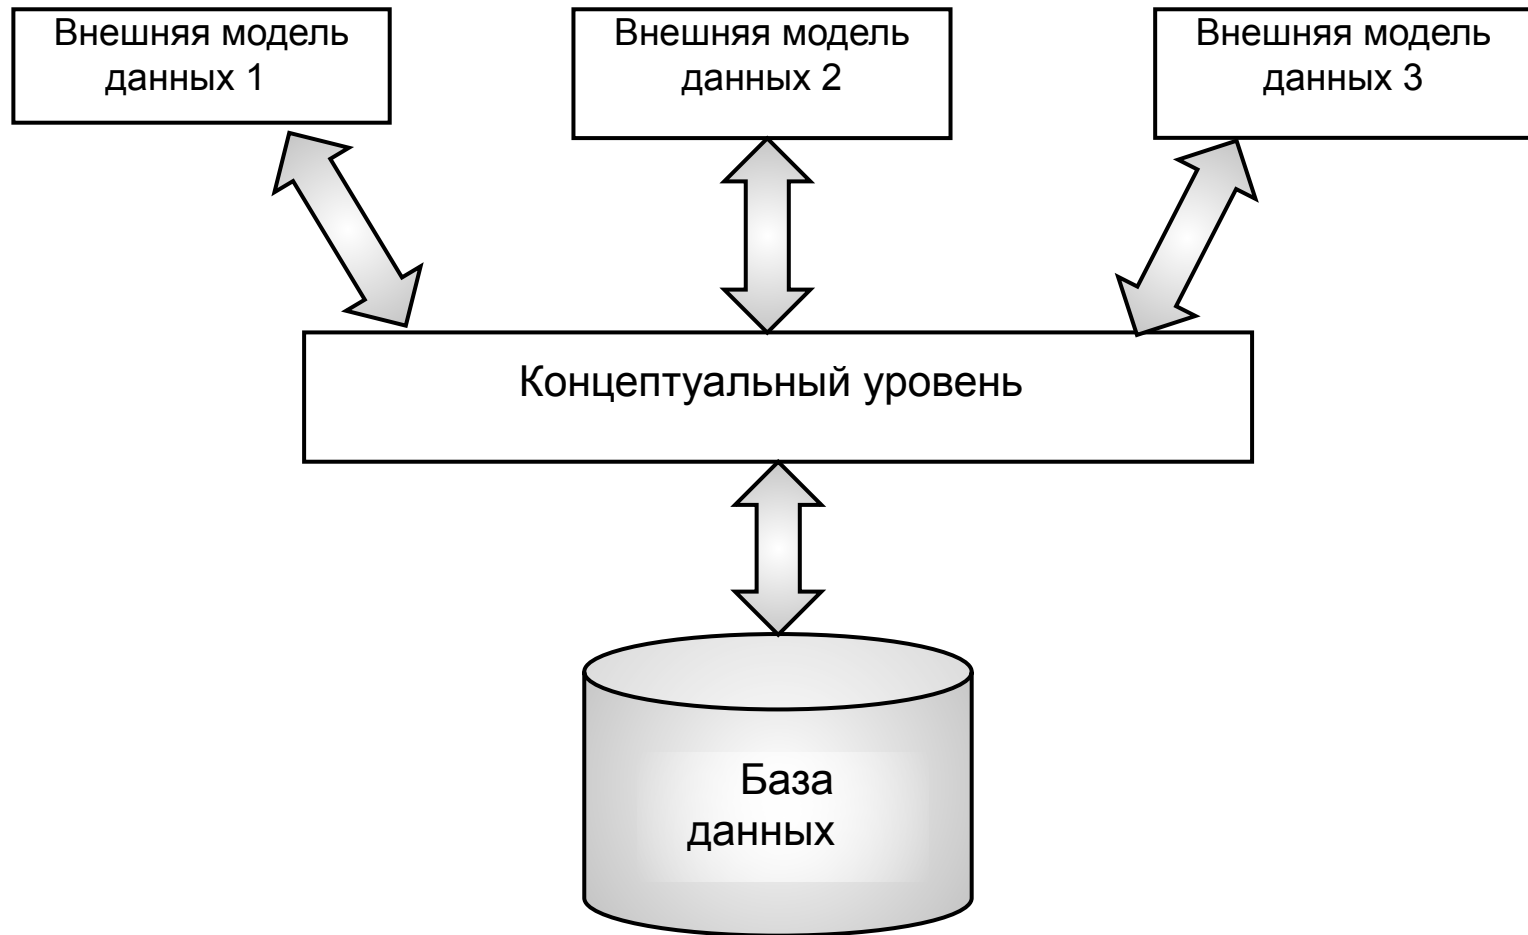 Внешняя модель
данных 1
Внешняя модель
данных 2
Внешняя модель
данных 3
Концептуальный уровень
База
данных